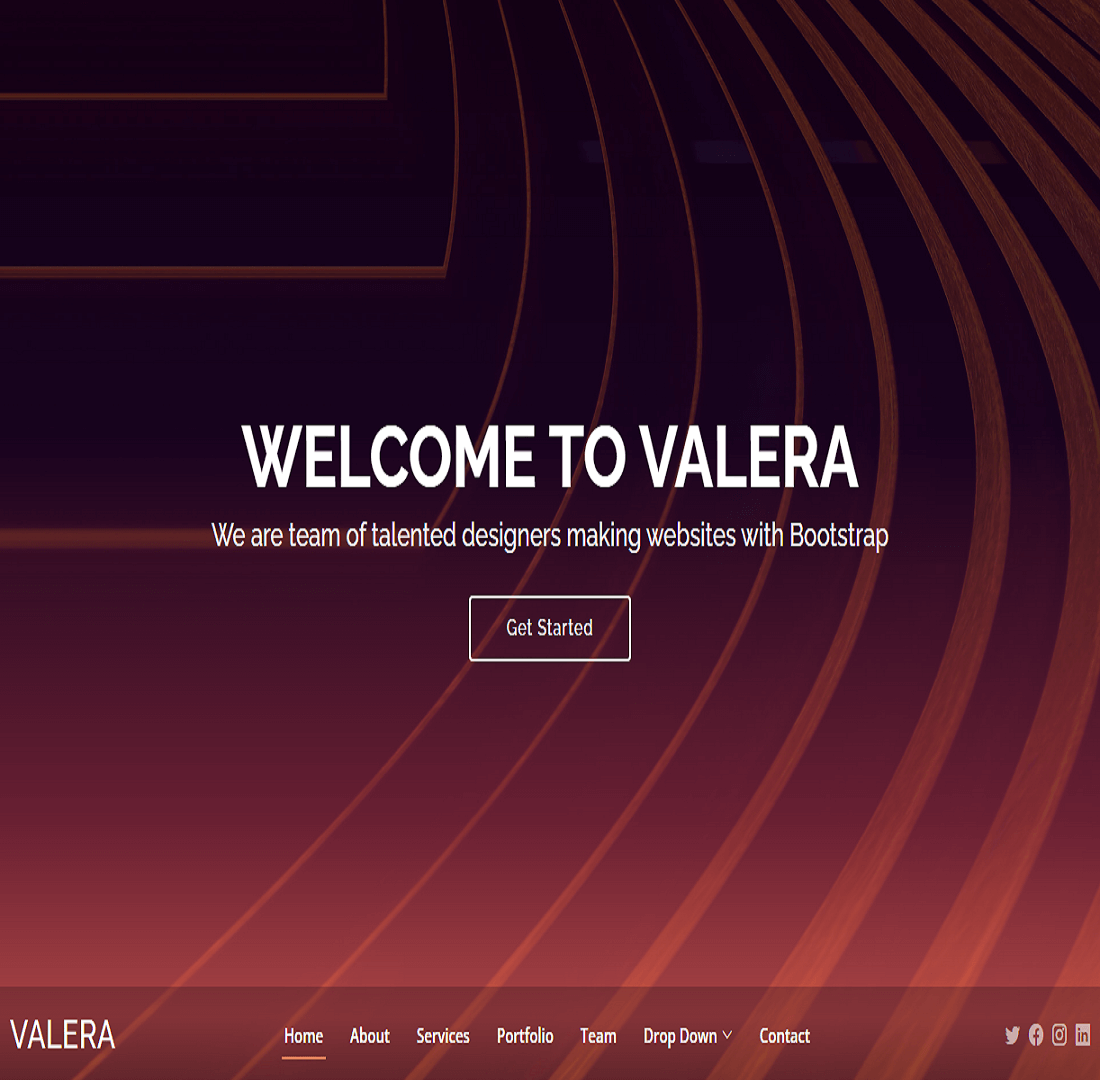 WELCOME TO VALERA
We are team of talented designers making websites with Bootstrap
Get Started
VALERA Home About Services Portfolio Team Drop Down Contact